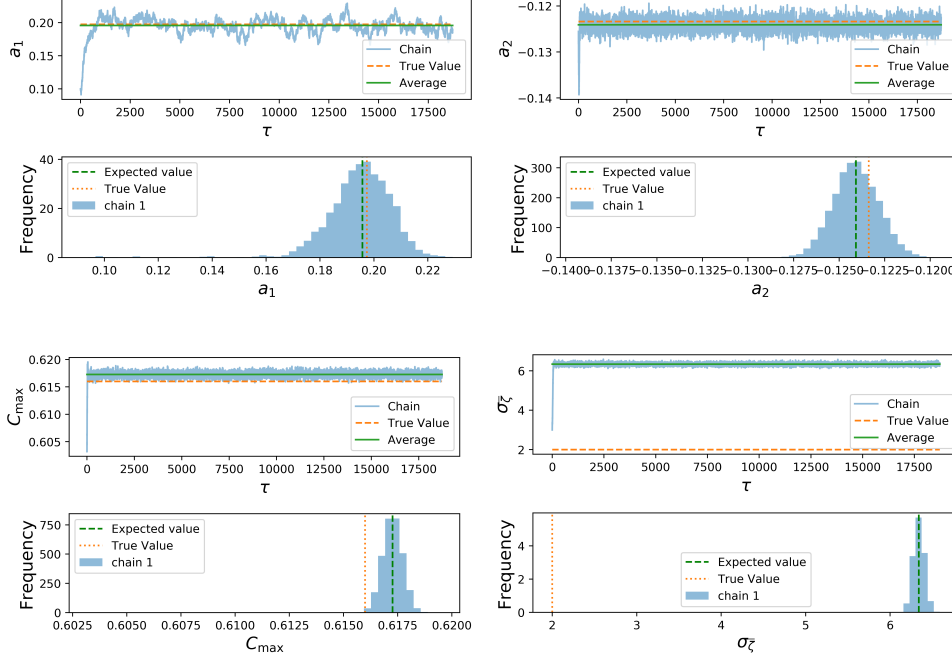 a1
0.20
0.15
0.10
Chain
True Value
Average
0 2500 5000 7500 10000 12500 15000 17500
τ
a2
−0.12
−0.13
−0.14
Chain
True Value
Average
0 2500 5000 7500 10000 12500 15000 17500
τ
Frequency
40
20
0
Expected value
True Value
chain 1
0.10 0.12 0.14 0.16 0.18 0.20 0.22
a1
Frequency
300
200
100
0
Expected value
True Value
chain 1
−0.1400 −0.1375 −0.1350 −0.1325 −0.1300 −0.1275 −0.1250 −0.1225 −0.1200
a2
Cmax
0.620
0.615
0.610
0.605
Chain
True Value
Average
0 2500 5000 7500 10000 12500 15000 17500
τ
σζ̅
6
4
2
Chain
True Value
Average
0 2500 5000 7500 10000 12500 15000 17500
τ
Frequency
750
500
250
0
Expected value
True Value
chain 1
0.6025 0.6050 0.6075 0.6100 0.6125 0.6150 0.6175 0.6200
Cmax
Frequency
4
2
0
Expected value
True Value
chain 1
2 3 4 5 6
σζ̅